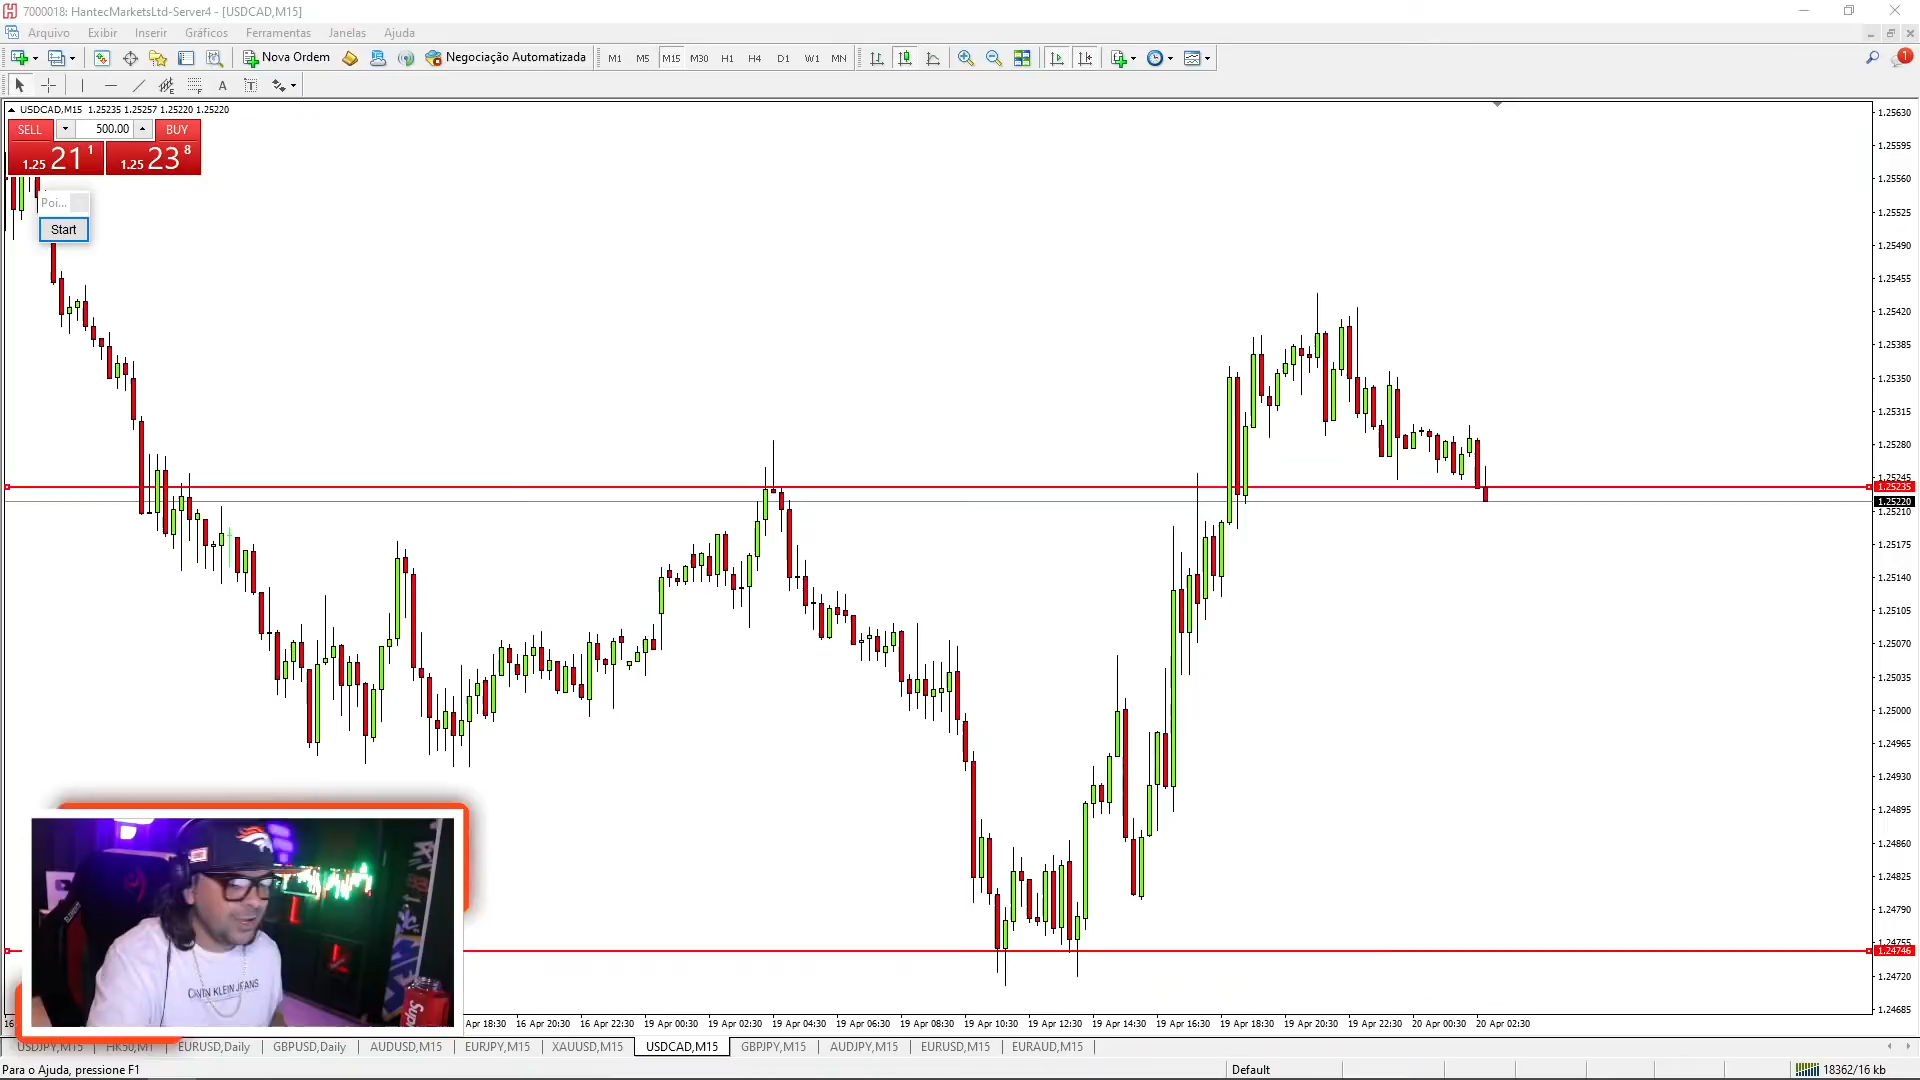 7000018: HantecMarketsLtd-Server4 - [USDCAD,M15]
Arquivo Exibir Inserir Gráficos Ferramentas Janelas Ajuda
Nova Ordem Negociação Automatizada M1 M5 M15 M30 H1 H4 D1 W1 MN 1
A T
USDCAD,M15 1.25235 1.25257 1.25220 1.25220
SELL 500.00 BUY
1.25 21 1 1.25 23 8
Poi...
Start
1.25630
1.25595
1.25560
1.25525
1.25490
1.25455
1.25420
1.25385
1.25350
1.25315
1.25280
1.25245
1.25235
1.25220
1.25210
1.25175
1.25140
1.25105
1.25070
1.25035
1.25000
1.24965
1.24930
1.24895
1.24860
1.24825
1.24790
1.24755
1.24746
1.24720
1.24685
CALVIN KLEIN JEANS
Supreme
16 Apr 18:30 16 Apr 20:30 16 Apr 22:30 19 Apr 00:30 19 Apr 02:30 19 Apr 04:30 19 Apr 06:30 19 Apr 08:30 19 Apr 10:30 19 Apr 12:30 19 Apr 14:30 19 Apr 16:30 19 Apr 18:30 19 Apr 20:30 19 Apr 22:30 20 Apr 00:30 20 Apr 02:30
USDJPY,M15 HK50,M1 EURUSD,Daily GBPUSD,Daily AUDUSD,M15 EURJPY,M15 XAUUSD,M15 USDCAD,M15 GBPJPY,M15 AUDJPY,M15 EURUSD,M15 EURAUD,M15
Para o Ajuda, pressione F1 Default 18362/16 kb